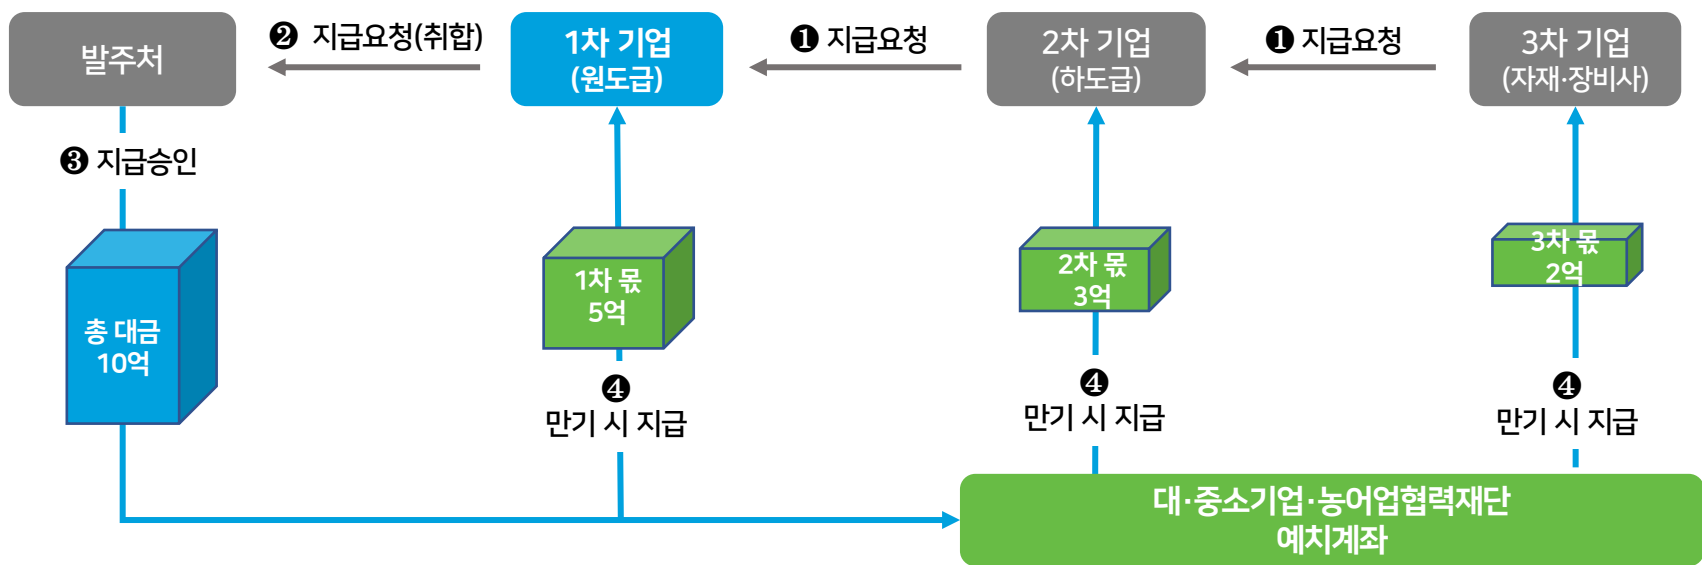 발주처
❷ 지급요청(취합)
1차 기업
(원도급)
❶ 지급요청
2차 기업
(하도급)
❶ 지급요청
3차 기업
(자재·장비사)
❸ 지급승인
총 대금
10억
1차 몫
5억
2차 몫
3억
3차 몫
2억
❹
만기 시 지급
❹
만기 시 지급
❹
만기 시 지급
대·중소기업·농어업협력재단
예치계좌